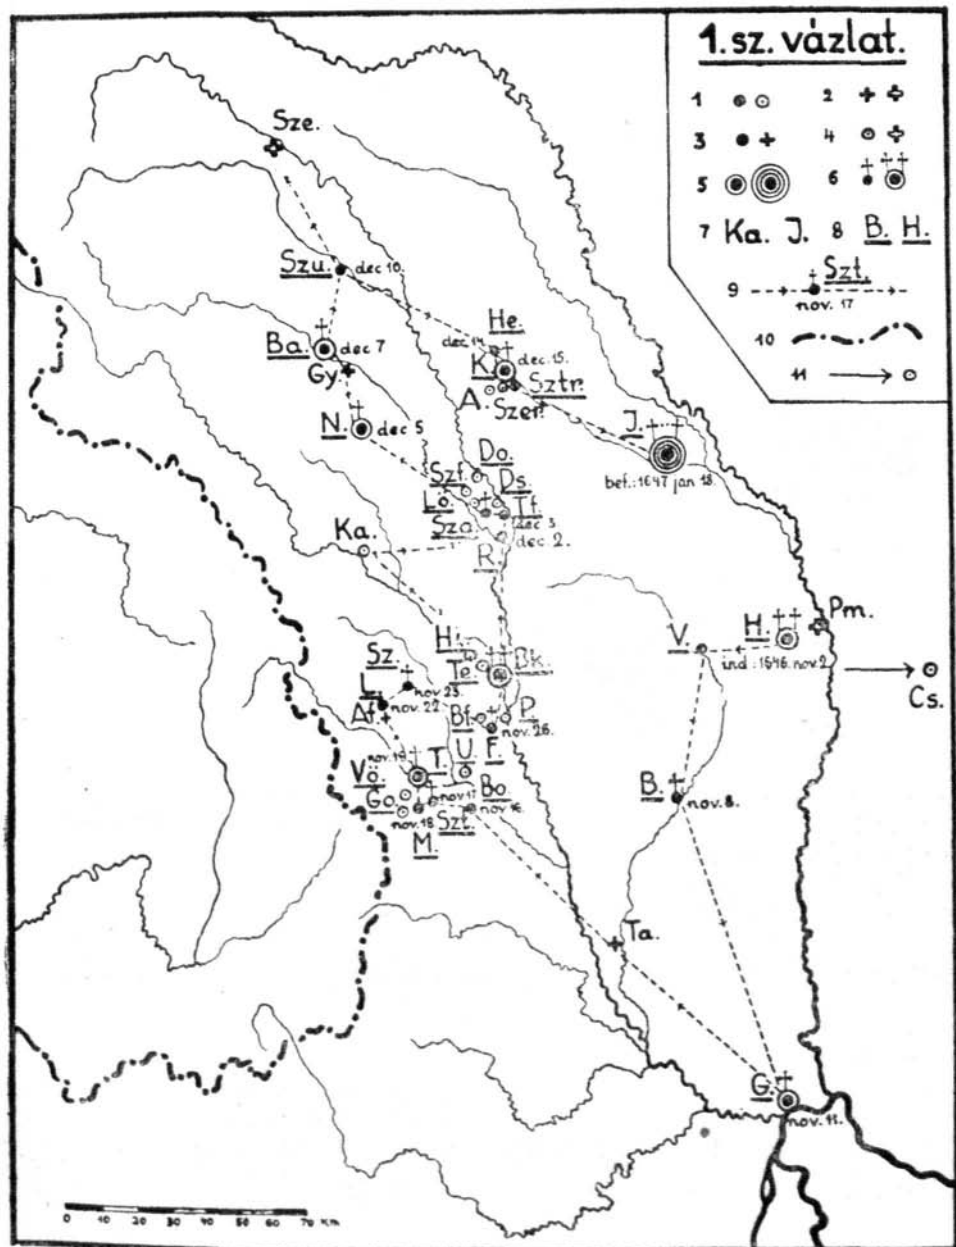 1. sz. vázlat.
1
2
3
4
5
6
7 Ka. J. 8 B. H.
9 Szt.
nov. 17
10
11
Sze.
Szu. dec 10.
He.
dec 14.
Ba. dec 7
K. dec. 15.
Gy.
A. Sztr.
Szer.
N. dec 5
J.
bef.: 1647 jan 18.
Do.
Szf. Ds.
Lö. Tf.
dec 3
Sza. dec 2.
Ka.
R.
H. Pm.
V. ind.: 1646. nov. 2
H.
Sz. Te. Bk.
Cs.
L. nov. 23.
nov. 22.
Af. Bf. P.
nov. 26.
F.
nov. 19. T. U.
V.
B. nov. 8.
Go. nov 17 Bo.
nov 16.
nov. 18 Szt.
M.
Ta.
G.
nov. 11.
0 10 20 30 40 50 60 70 Km